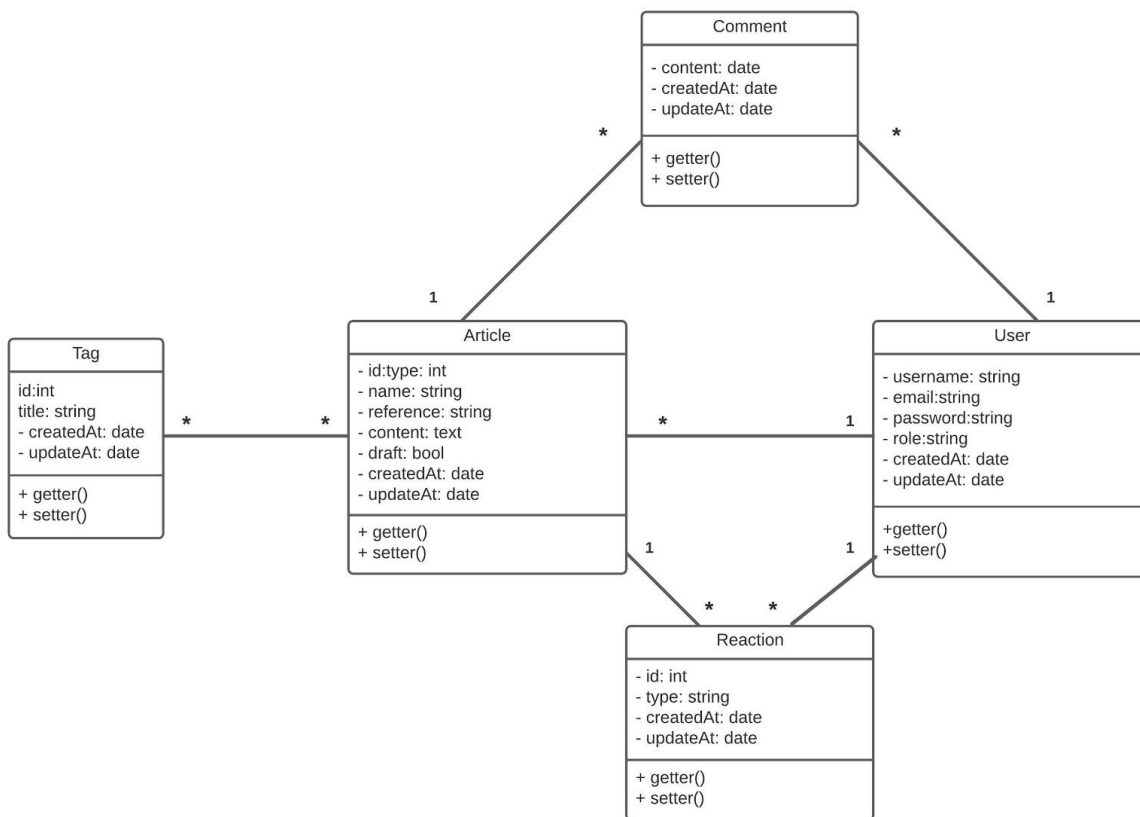 Comment
- content: date
- createdAt: date
- updateAt: date
*
*
+ getter()
+ setter()
1
1
Tag
id:int
title: string
- createdAt: date
- updateAt: date
+ getter()
+ setter()
*
*
Article
- id:type: int
- name: string
- reference: string
- content: text
- draft: bool
- createdAt: date
- updateAt: date
+ getter()
+ setter()
*
1
User
- username: string
- email:string
- password:string
- role:string
- createdAt: date
- updateAt: date
+getter()
+setter()
1
1
*
*
Reaction
- id: int
- type: string
- createdAt: date
- updateAt: date
+ getter()
+ setter()